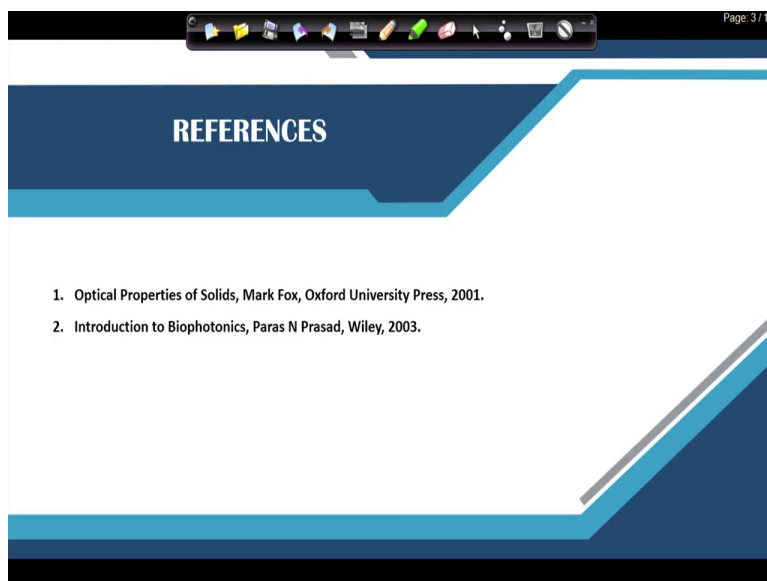 Page: 3 / 1
REFERENCES
1. Optical Properties of Solids, Mark Fox, Oxford University Press, 2001.
2. Introduction to Biophotonics, Paras N Prasad, Wiley, 2003.